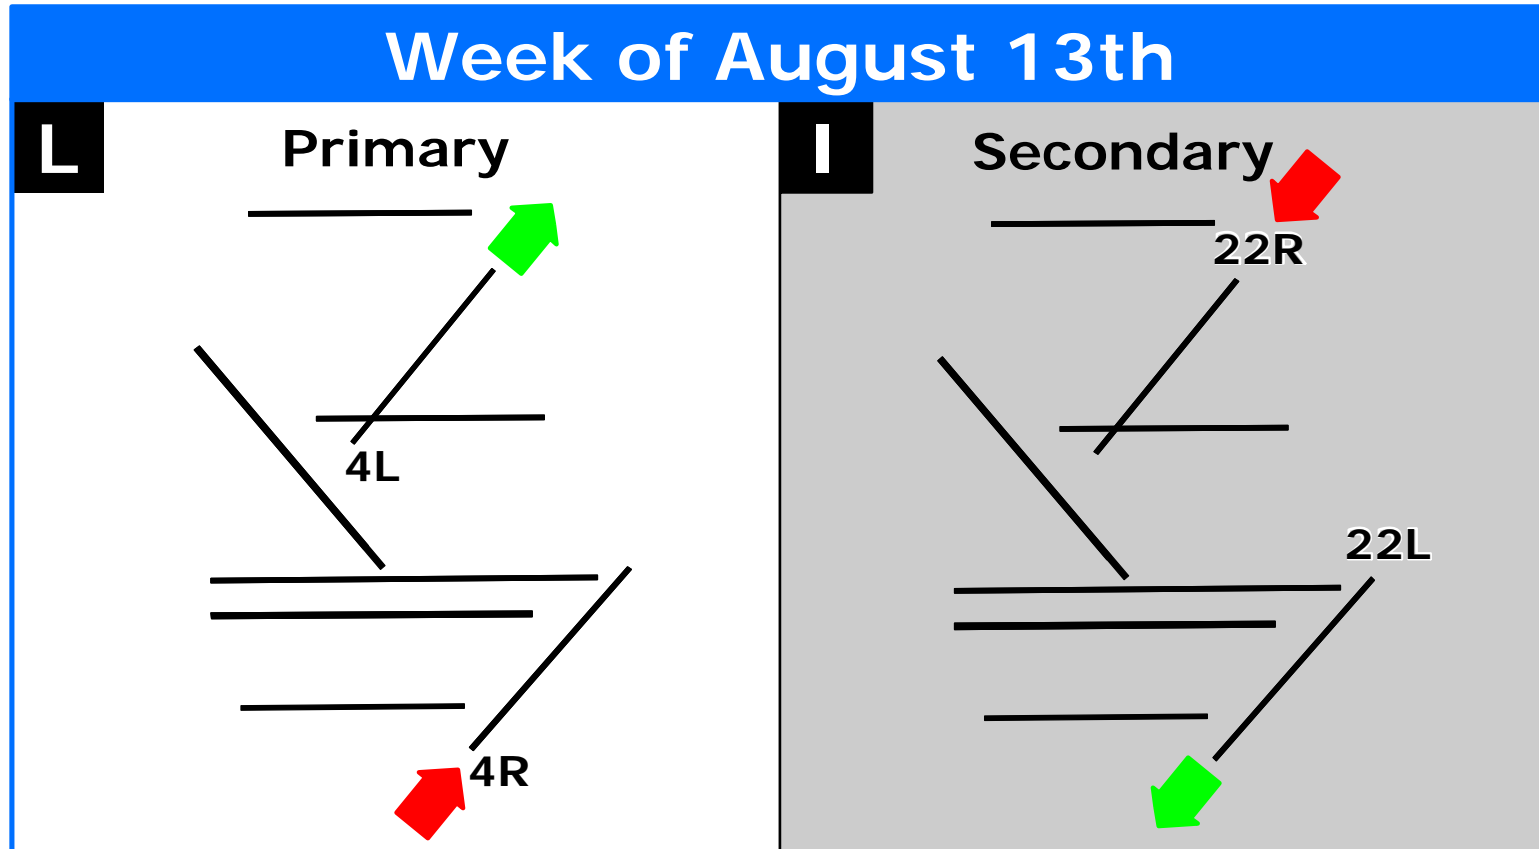 Week of August 13th
L
Primary
4L
4R
I
Secondary
22R
22L